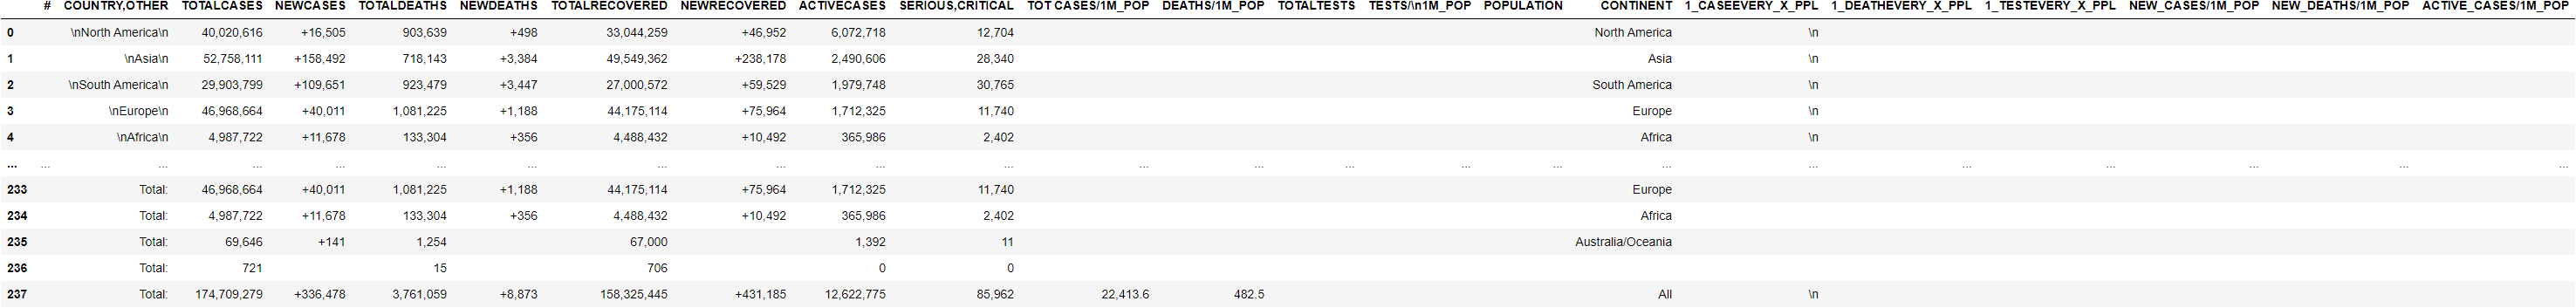 # COUNTRY,OTHER TOTALCASES NEWCASES TOTALDEATHS NEWDEATHS TOTALRECOVERED NEWRECOVERED ACTIVECASES SERIOUS,CRITICAL TOT CASES/1M_POP DEATHS/1M_POP TOTALTESTS TESTS/\n1M_POP POPULATION CONTINENT 1_CASEEVERY_X_PPL 1_DEATHEVERY_X_PPL 1_TESTEVERY_X_PPL NEW_CASES/1M_POP NEW_DEATHS/1M_POP ACTIVE_CASES/1M_POP
0 \nNorth America\n 40,020,616 +16,505 903,639 +498 33,044,259 +46,952 6,072,718 12,704 North America \n
1 \nAsia\n 52,758,111 +158,492 718,143 +3,384 49,549,362 +238,178 2,490,606 28,340 Asia \n
2 \nSouth America\n 29,903,799 +109,651 923,479 +3,447 27,000,572 +59,529 1,979,748 30,765 South America \n
3 \nEurope\n 46,968,664 +40,011 1,081,225 +1,188 44,175,114 +75,964 1,712,325 11,740 Europe \n
4 \nAfrica\n 4,987,722 +11,678 133,304 +356 4,488,432 +10,492 365,986 2,402 Africa \n
... ... ... ... ... ... ... ... ... ... ... ... ... ... ... ... ... ... ... ... ... ... ...
233 Total: 46,968,664 +40,011 1,081,225 +1,188 44,175,114 +75,964 1,712,325 11,740 Europe
234 Total: 4,987,722 +11,678 133,304 +356 4,488,432 +10,492 365,986 2,402 Africa
235 Total: 69,646 +141 1,254 67,000 1,392 11 Australia/Oceania
236 Total: 721 15 706 0 0
237 Total: 174,709,279 +336,478 3,761,059 +8,873 158,325,445 +431,185 12,622,775 85,962 22,413.6 482.5 All \n